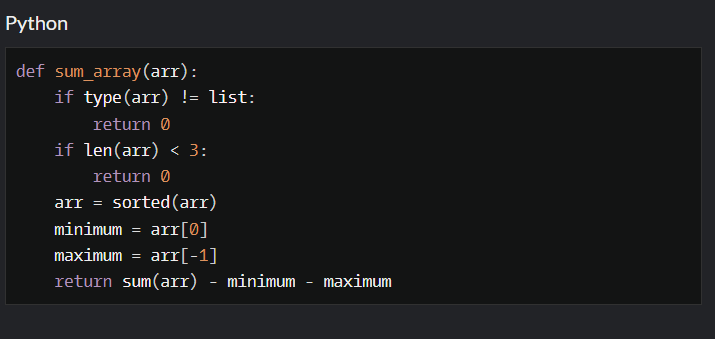 Python
def sum_array(arr):
    if type(arr) != list:
        return 0
    if len(arr) < 3:
        return 0
    arr = sorted(arr)
    minimum = arr[0]
    maximum = arr[-1]
    return sum(arr) - minimum - maximum